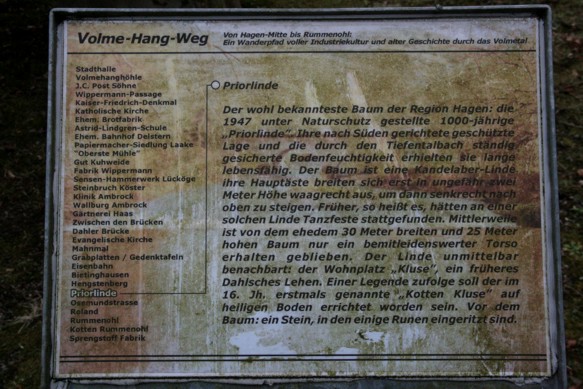 Volme-Hang-Weg
Von Hagen-Mitte bis Rummenohl:
Ein Wanderpfad voller Industriekultur und alter Geschichte durch das Volmetal.
Stadthalle
Volmehanghöhle
J.C. Post Söhne
Wippermann-Passage
Kaiser-Friedrich-Denkmal
Katholische Kirche
Ehem. Brotfabrik
Astrid-Lindgren-Schule
Ehem. Bahnhof Delstern
Papiermacher-Siedlung Laake
"Oberste Mühle"
Gut Kuhweide
Fabrik Wippermann
Sensen-Hammerwerk Lücköge
Steinbruch Köster
Klinik Ambrock
Wallburg Ambrock
Gärtnerei Haas
Zwischen den Brücken
Dahler Brücke
Evangelische Kirche
Mahnmal
Grabplatten / Gedenktafeln
Eisenbahn
Bietinghausen
Hengstenberg
Priorlinde
Osemundstrasse
Roland
Rummenohl
Kotten Rummenohl
Sprengstoff Fabrik
Priorlinde
Der wohl bekannteste Baum der Region Hagen: die
1947 unter Naturschutz gestellte 1000-jährige
„Priorlinde". Ihre nach Süden gerichtete geschützte
Lage und die durch den Tiefentalbach ständig
gesicherte Bodenfeuchtigkeit erhielten sie lange
lebensfähig. Der Baum ist eine Kandelaber-Linde
ihre Hauptäste breiten sich erst in ungefähr zwei
Meter Höhe waagrecht aus, um dann senkrecht nach
oben zu steigen. Früher, so heißt es, hätten an einer
solchen Linde Tanzfeste stattgefunden. Mittlerweile
ist von dem ehedem 30 Meter breiten und 25 Meter
hohen Baum nur ein bemitleidenswerter Torso
erhalten geblieben. Der Linde unmittelbar
benachbart: der Wohnplatz „Kluse", ein früheres
Dahlsches Lehen. Einer Legende zufolge soll der im
16. Jh. erstmals genannte „Kotten Kluse" auf
heiligen Boden errichtet worden sein. Vor dem
Baum: ein Stein, in den einige Runen eingeritzt sind.